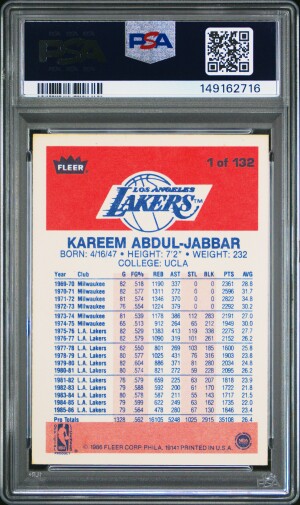 PSA
PSA
149162716
FLEER
1 of 132
LOS ANGELES
LAKERS
KAREEM ABDUL-JABBAR
BORN: 4/16/47 • HEIGHT: 7'2" • WEIGHT: 232
COLLEGE: UCLA
Year Club G FG% REB AST STL BLK PTS AVG
1969-70 Milwaukee 82 .518 1190 337 0 0 2361 28.8
1970-71 Milwaukee 82 .577 1311 272 0 0 2596 31.7
1971-72 Milwaukee 81 .574 1346 370 0 0 2822 34.8
1972-73 Milwaukee 76 .554 1224 379 0 0 2292 30.2
1973-74 Milwaukee 81 .539 1178 386 112 283 2191 27.0
1974-75 Milwaukee 65 .513 912 264 65 212 1949 30.0
1975-76 L.A. Lakers 82 .529 1383 413 119 338 2275 27.7
1976-77 L.A. Lakers 82 .579 1090 319 101 261 2152 26.2
1977-78 L.A. Lakers 62 .550 801 269 103 185 1600 25.8
1978-79 L.A. Lakers 80 .577 1025 431 76 316 1903 23.8
1979-80 L.A. Lakers 82 .604 886 371 81 280 2034 24.8
1980-81 L.A. Lakers 80 .574 821 272 59 228 2095 26.2
1981-82 L.A. Lakers 76 .579 659 225 63 207 1818 23.9
1982-83 L.A. Lakers 79 .588 592 200 61 170 1722 21.8
1983-84 L.A. Lakers 80 .578 587 211 55 143 1717 21.5
1984-85 L.A. Lakers 79 .599 622 249 63 162 1735 22.0
1985-86 L.A. Lakers 79 .564 478 280 67 130 1846 23.4
Pro Totals 1328 .562 16105 5248 1025 2915 35108 26.4
© 1986 FLEER CORP. PHILA. 19141 PRINTED IN U.S.A.